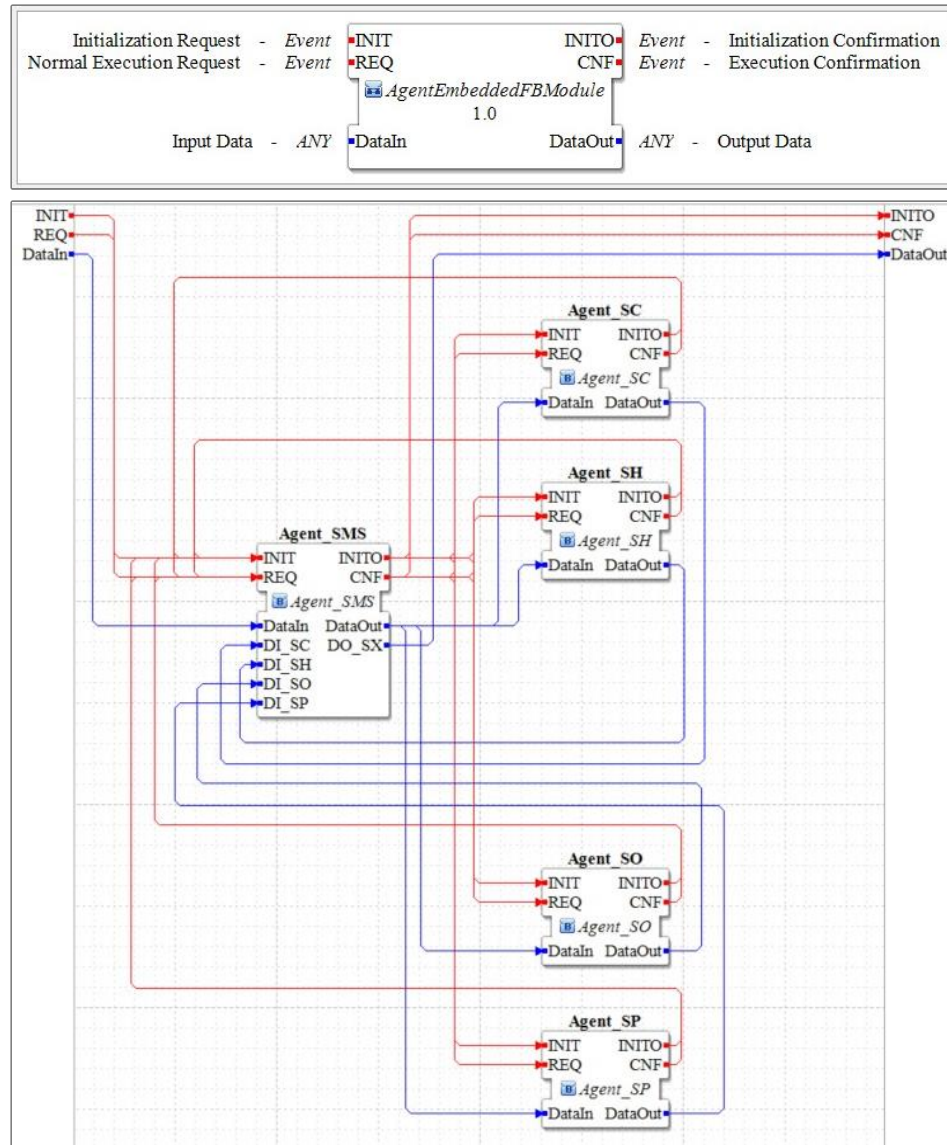 Initialization Request - Event INIT INITO Event - Initialization Confirmation
Normal Execution Request - Event REQ CNF Event - Execution Confirmation
AgentEmbeddedFBModule
1.0
Input Data - ANY DataIn DataOut ANY - Output Data
INIT INITO
REQ CNF
DataIn DataOut
Agent_SC
INIT INITO
REQ CNF
Agent_SC
DataIn DataOut
Agent_SH
INIT INITO
REQ CNF
Agent_SH
DataIn DataOut
Agent_SMS
INIT INITO
REQ CNF
Agent_SMS
DataIn DataOut
DI_SC DO_SX
DI_SH
DI_SO
DI_SP
Agent_SO
INIT INITO
REQ CNF
Agent_SO
DataIn DataOut
Agent_SP
INIT INITO
REQ CNF
Agent_SP
DataIn DataOut